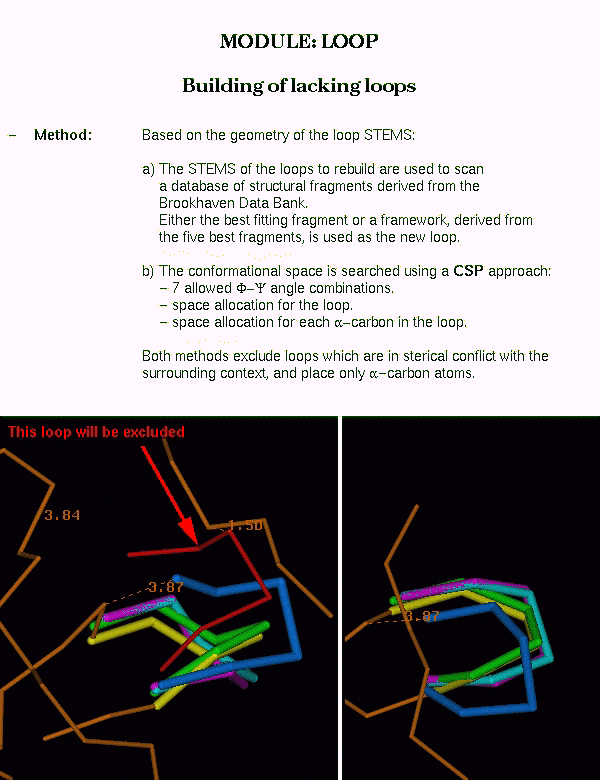 MODULE: LOOP
Building of lacking loops
– Method: Based on the geometry of the loop STEMS:
a) The STEMS of the loops to rebuild are used to scan
a database of structural fragments derived from the
Brookhaven Data Bank.
Either the best fitting fragment or a framework, derived from
the five best fragments, is used as the new loop.
b) The conformational space is searched using a CSP approach:
– 7 allowed Φ–Ψ angle combinations.
– space allocation for the loop.
– space allocation for each α–carbon in the loop.
Both methods exclude loops which are in sterical conflict with the
surrounding context, and place only α–carbon atoms.
This loop will be excluded
3.84
1.50
3.87
3.87